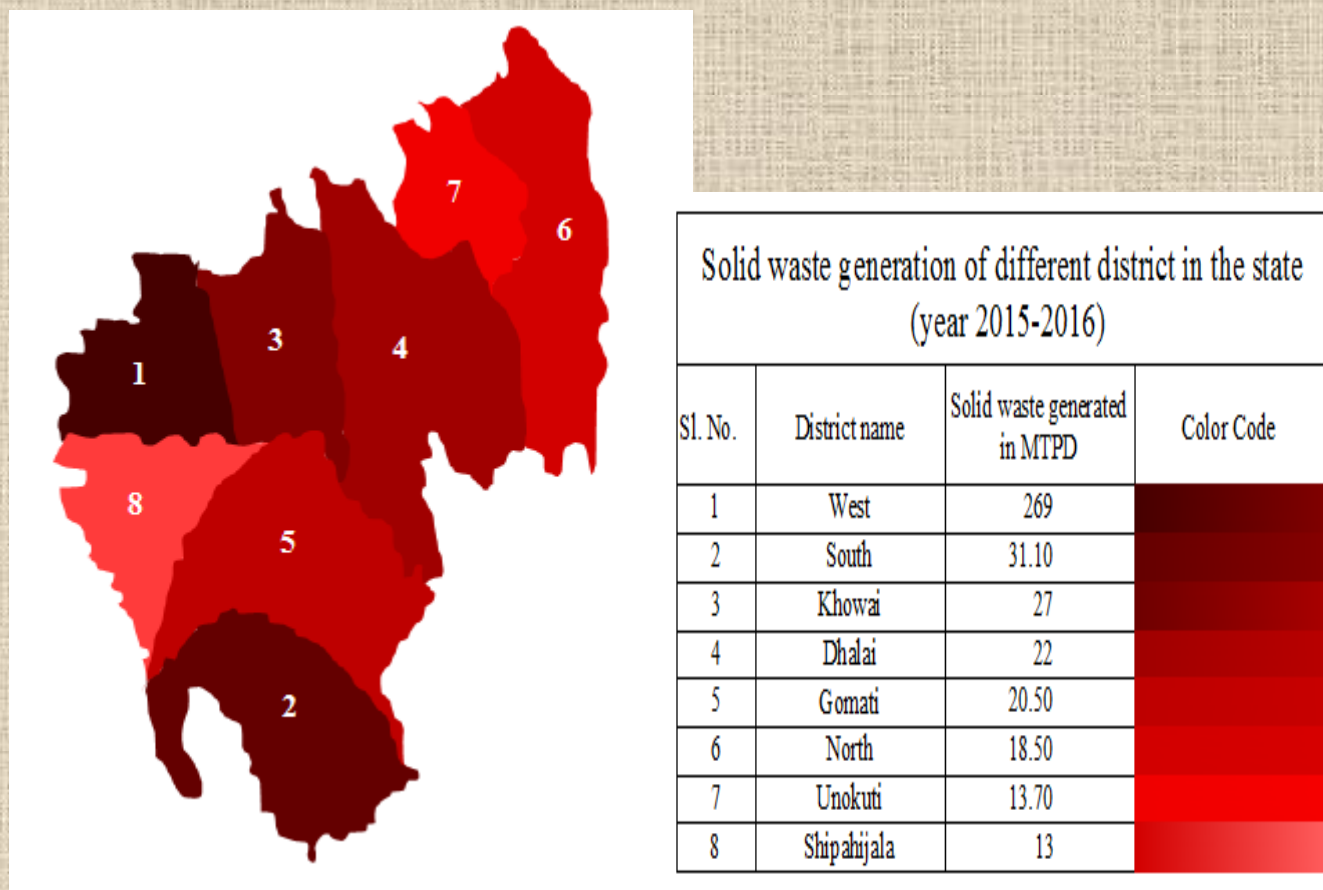 7
6
3
4
1
8
5
2
Solid waste generation of different district in the state
(year 2015-2016)
Sl. No. District name Solid waste generated in MTPD Color Code
1 West 269
2 South 31.10
3 Khowai 27
4 Dhalai 22
5 Gomati 20.50
6 North 18.50
7 Unokuti 13.70
8 Shipahijala 13